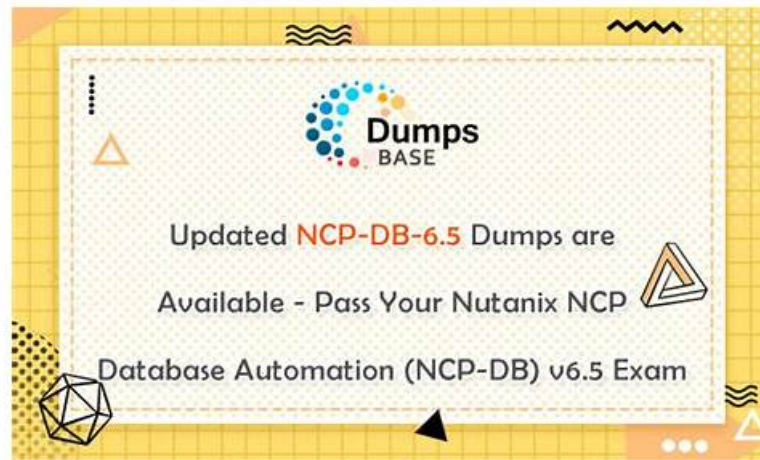 Dumps
BASE
Updated NCP-DB-6.5 Dumps are
Available - Pass Your Nutanix NCP
Database Automation (NCP-DB) v6.5 Exam